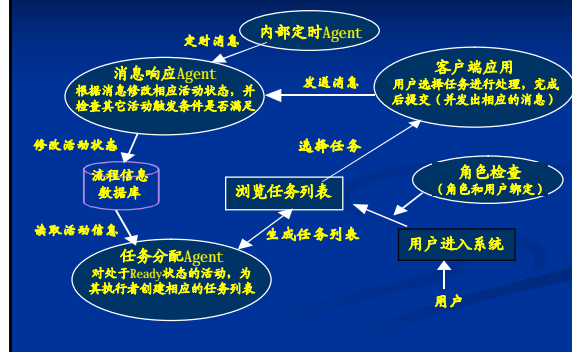 内部定时Agent
定时消息
消息响应Agent
根据消息修改相应活动状态，并
检查其它活动触发条件是否满足
客户端应用
用户选择任务进行处理，完成
后提交（并发出相应的消息）
发送消息
修改活动状态
选择任务
流程信息
数据库
浏览任务列表
角色检查
（角色和用户绑定）
读取活动信息
生成任务列表
用户进入系统
任务分配Agent
对处于Ready状态的活动，为
其执行者创建相应的任务列表
用户